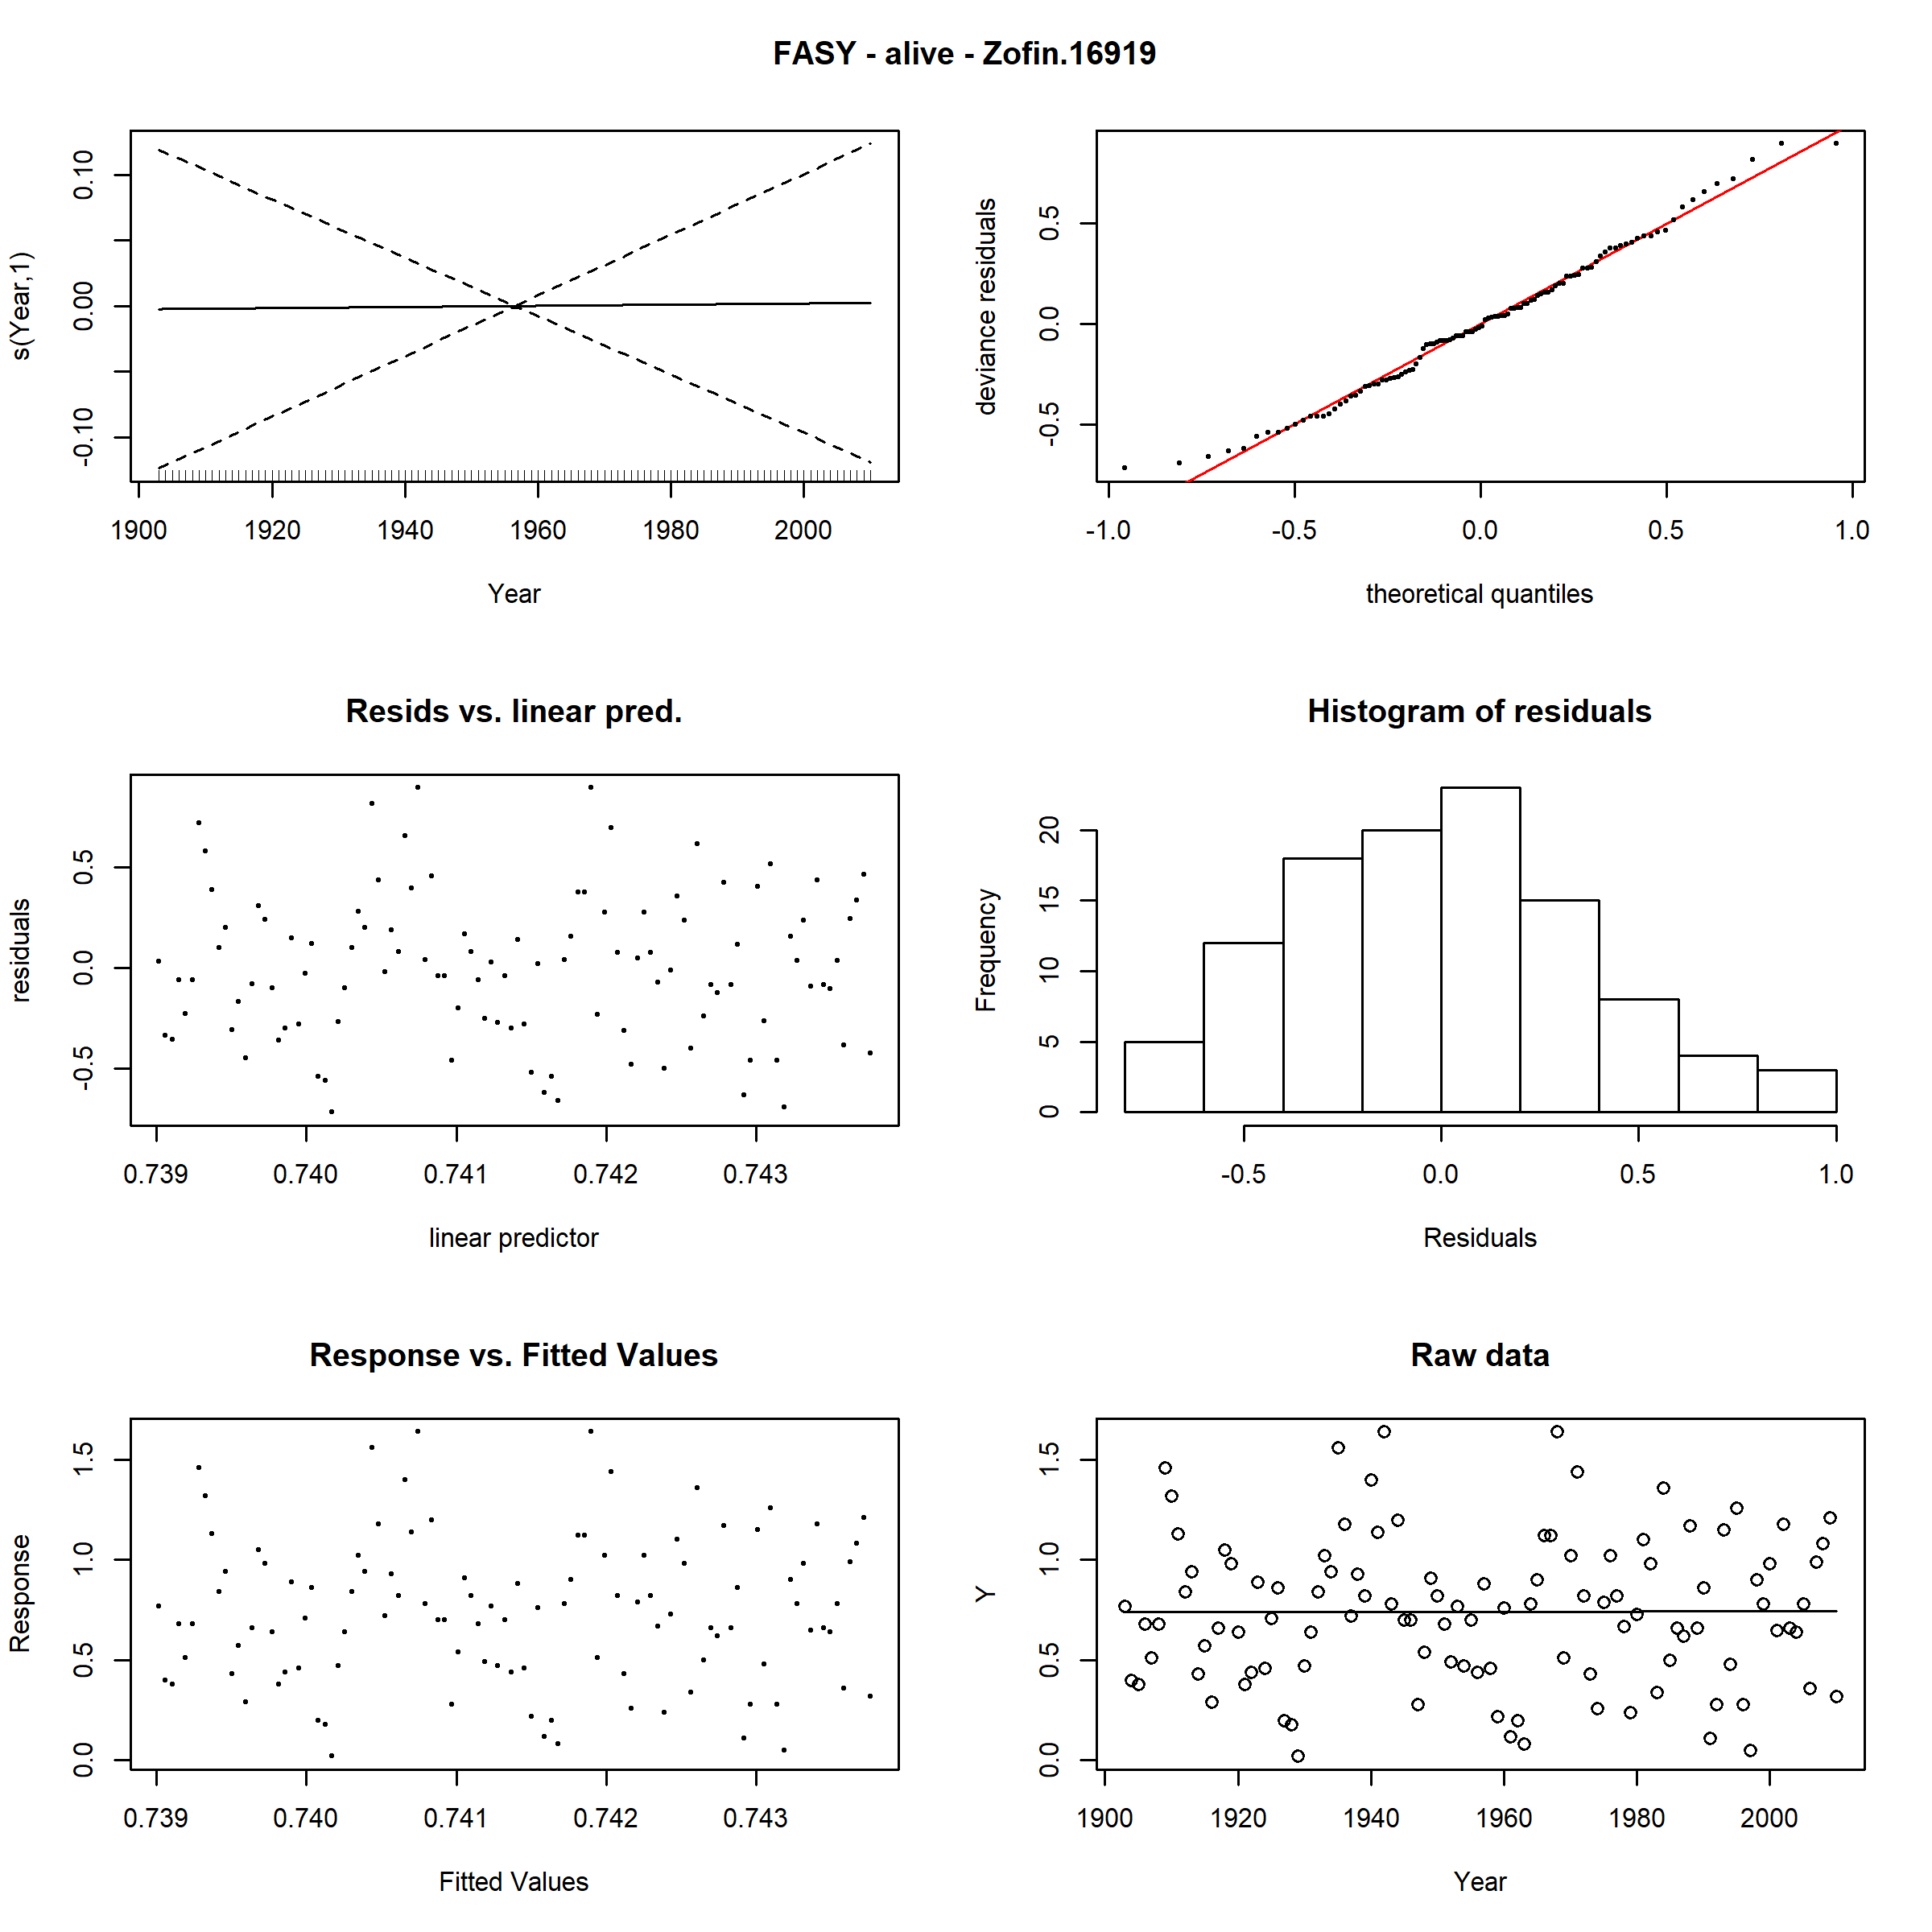 FASY - alive - Zofin.16919
s(Year,1)
0.10
0.00
-0.10
1900 1920 1940 1960 1980 2000
Year
deviance residuals
0.5
0.0
-0.5
-1.0 -0.5 0.0 0.5 1.0
theoretical quantiles
Resids vs. linear pred.
residuals
0.5
0.0
-0.5
0.739 0.740 0.741 0.742 0.743
linear predictor
Histogram of residuals
Frequency
20
15
10
5
0
-0.5 0.0 0.5 1.0
Residuals
Response vs. Fitted Values
Response
1.5
1.0
0.5
0.0
0.739 0.740 0.741 0.742 0.743
Fitted Values
Raw data
Y
1.5
1.0
0.5
0.0
1900 1920 1940 1960 1980 2000
Year